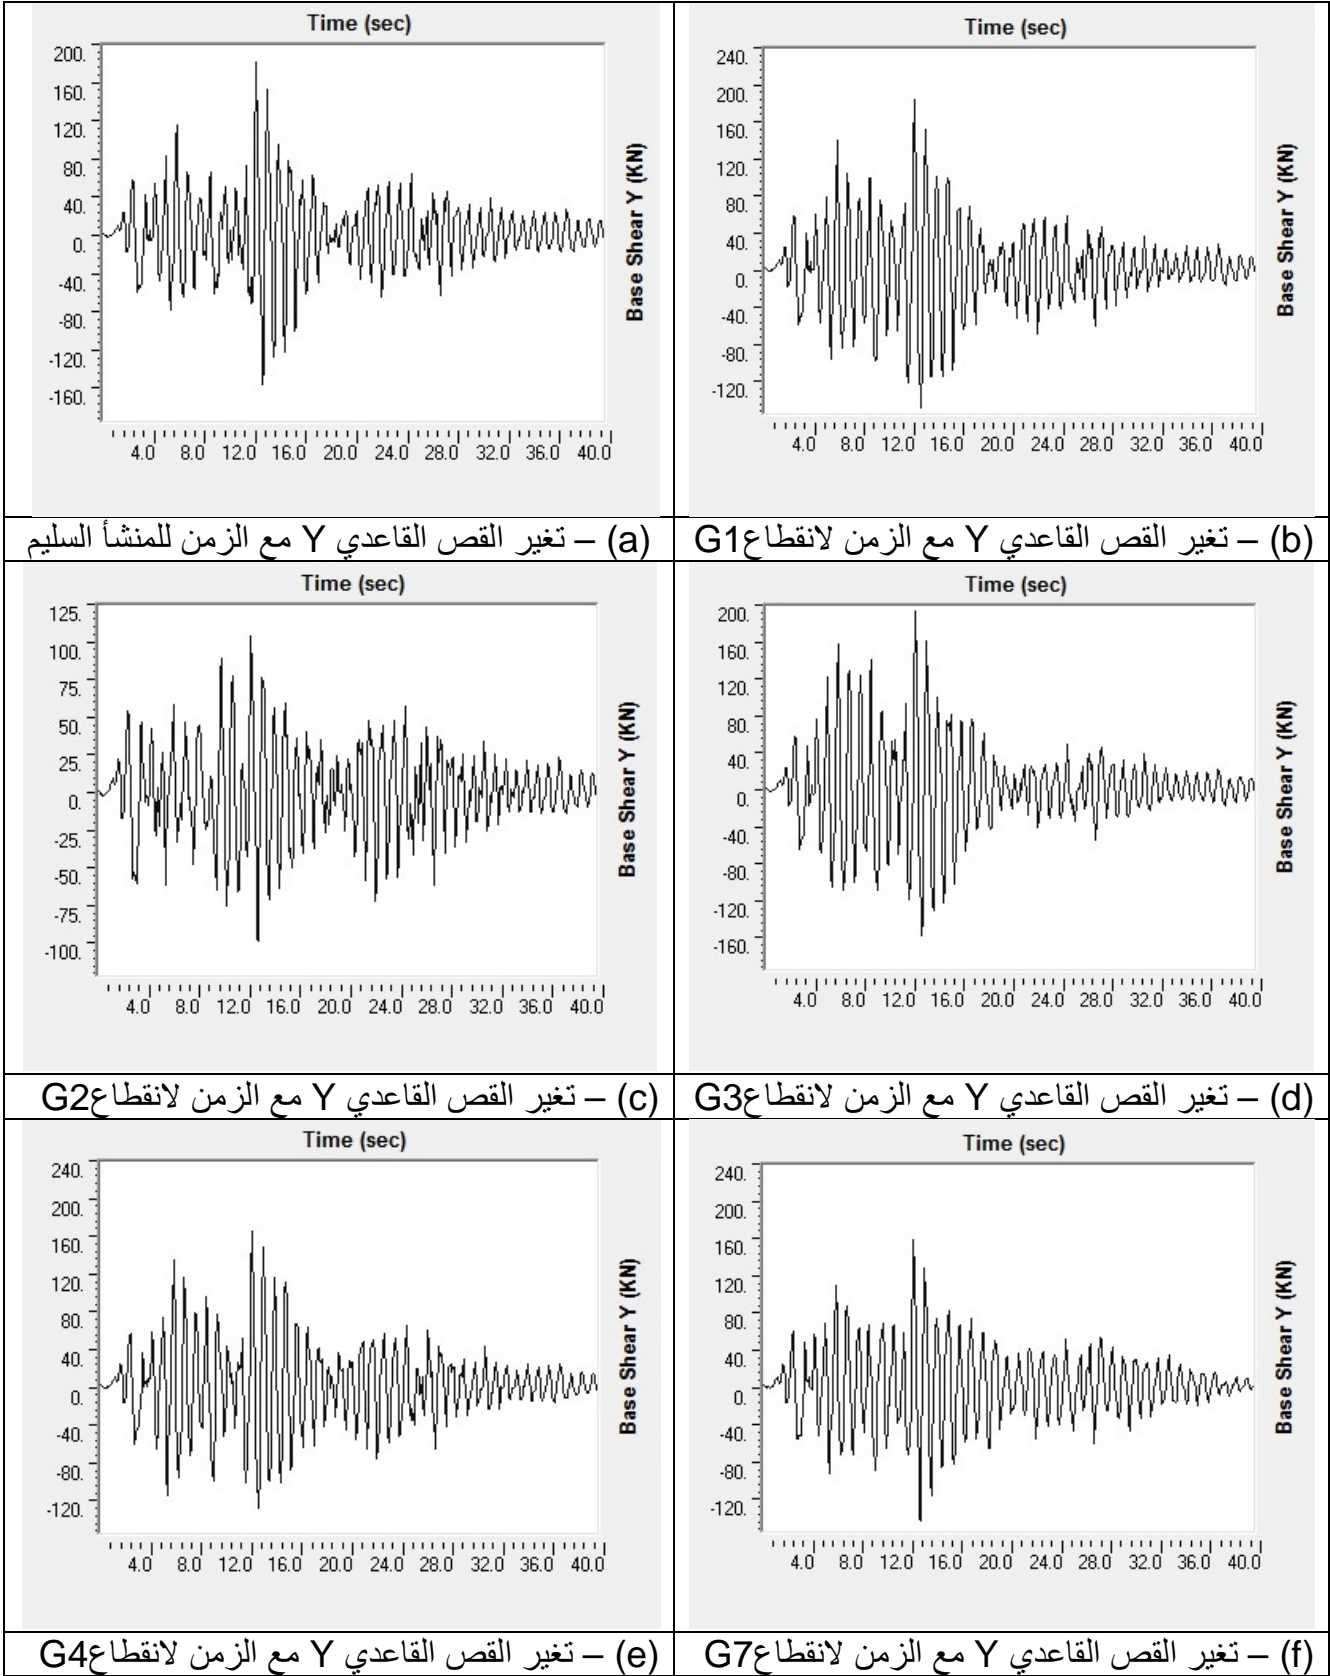 Time (sec)
200.
160.
120.
80.
40.
0.
-40.
-80.
-120.
-160.
Base Shear Y (KN)
4.0 8.0 12.0 16.0 20.0 24.0 28.0 32.0 36.0 40.0
(a) – تغير القص القاعدي Y مع الزمن للمنشأ السليم
Time (sec)
240.
200.
160.
120.
80.
40.
0.
-40.
-80.
-120.
Base Shear Y (KN)
4.0 8.0 12.0 16.0 20.0 24.0 28.0 32.0 36.0 40.0
(b) – تغير القص القاعدي Y مع الزمن لانقطاعG1
Time (sec)
125.
100.
75.
50.
25.
0.
-25.
-50.
-75.
-100.
Base Shear Y (KN)
4.0 8.0 12.0 16.0 20.0 24.0 28.0 32.0 36.0 40.0
(c) – تغير القص القاعدي Y مع الزمن لانقطاعG2
Time (sec)
200.
160.
120.
80.
40.
0.
-40.
-80.
-120.
-160.
Base Shear Y (KN)
4.0 8.0 12.0 16.0 20.0 24.0 28.0 32.0 36.0 40.0
(d) – تغير القص القاعدي Y مع الزمن لانقطاعG3
Time (sec)
240.
200.
160.
120.
80.
40.
0.
-40.
-80.
-120.
Base Shear Y (KN)
4.0 8.0 12.0 16.0 20.0 24.0 28.0 32.0 36.0 40.0
(e) – تغير القص القاعدي Y مع الزمن لانقطاعG4
Time (sec)
240.
200.
160.
120.
80.
40.
0.
-40.
-80.
-120.
Base Shear Y (KN)
4.0 8.0 12.0 16.0 20.0 24.0 28.0 32.0 36.0 40.0
(f) – تغير القص القاعدي Y مع الزمن لانقطاعG7